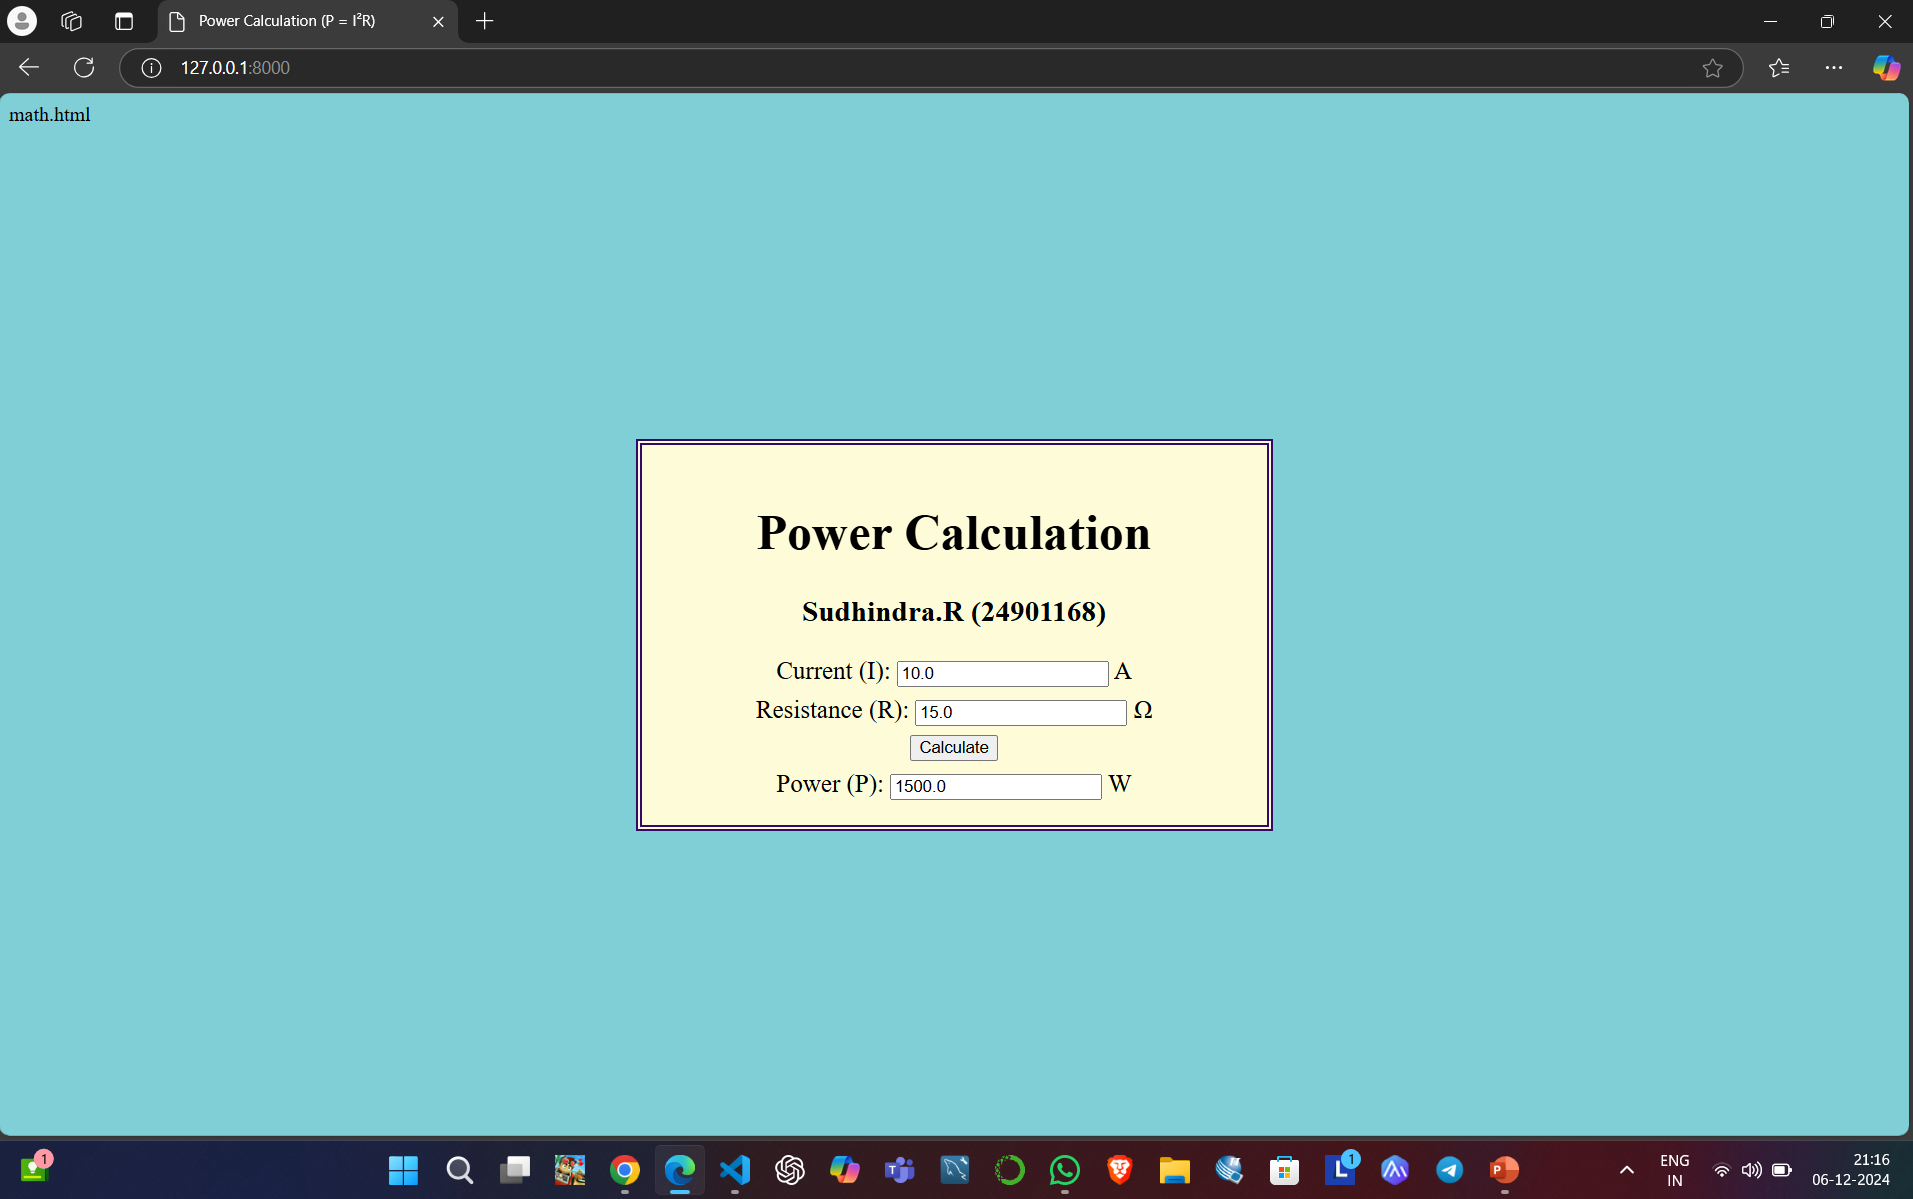 Power Calculation (P = I²R)
127.0.0.1:8000
math.html
Power Calculation
Sudhindra.R (24901168)
Current (I): 10.0 A
Resistance (R): 15.0 Ω
Calculate
Power (P): 1500.0 W
1
T
L 1
P
ENG
IN
21:16
06-12-2024